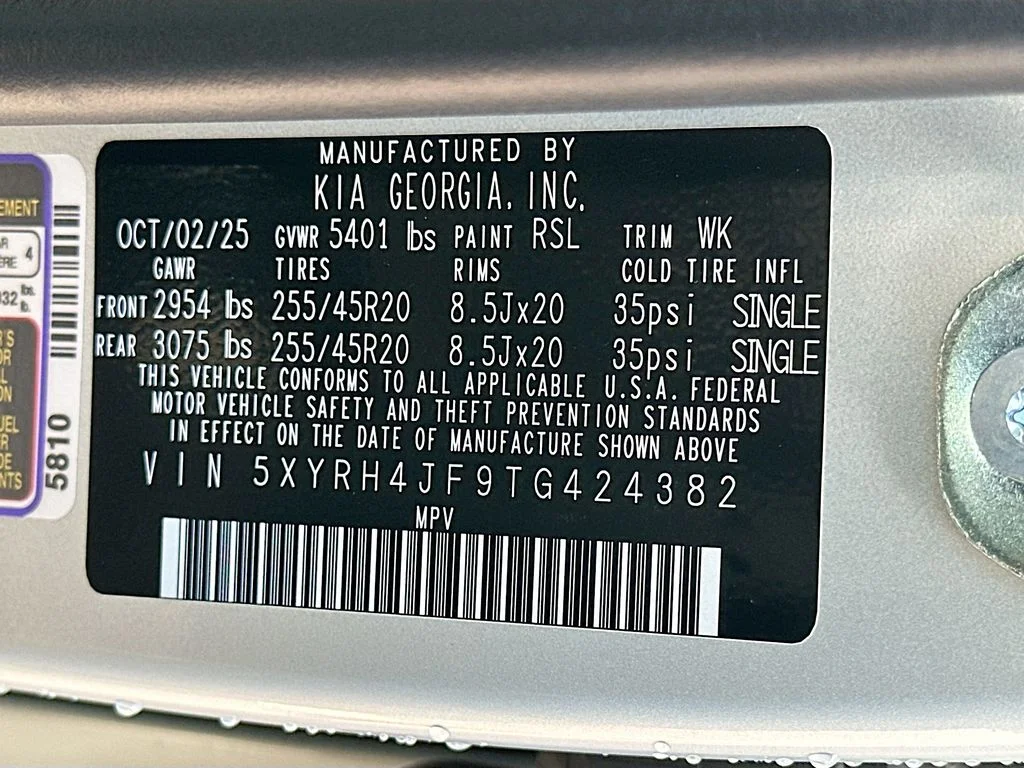 MANUFACTURED BY
KIA GEORGIA, INC.
OCT/02/25 GVWR 5401 lbs PAINT RSL TRIM WK
GAWR TIRES RIMS COLD TIRE INFL
FRONT 2954 lbs 255/45R20 8.5Jx20 35psi SINGLE
REAR 3075 lbs 255/45R20 8.5Jx20 35psi SINGLE
THIS VEHICLE CONFORMS TO ALL APPLICABLE U.S.A. FEDERAL
MOTOR VEHICLE SAFETY AND THEFT PREVENTION STANDARDS
IN EFFECT ON THE DATE OF MANUFACTURE SHOWN ABOVE
VIN 5XYRH4JF9TG424382
MPV
4
lbs.
5810